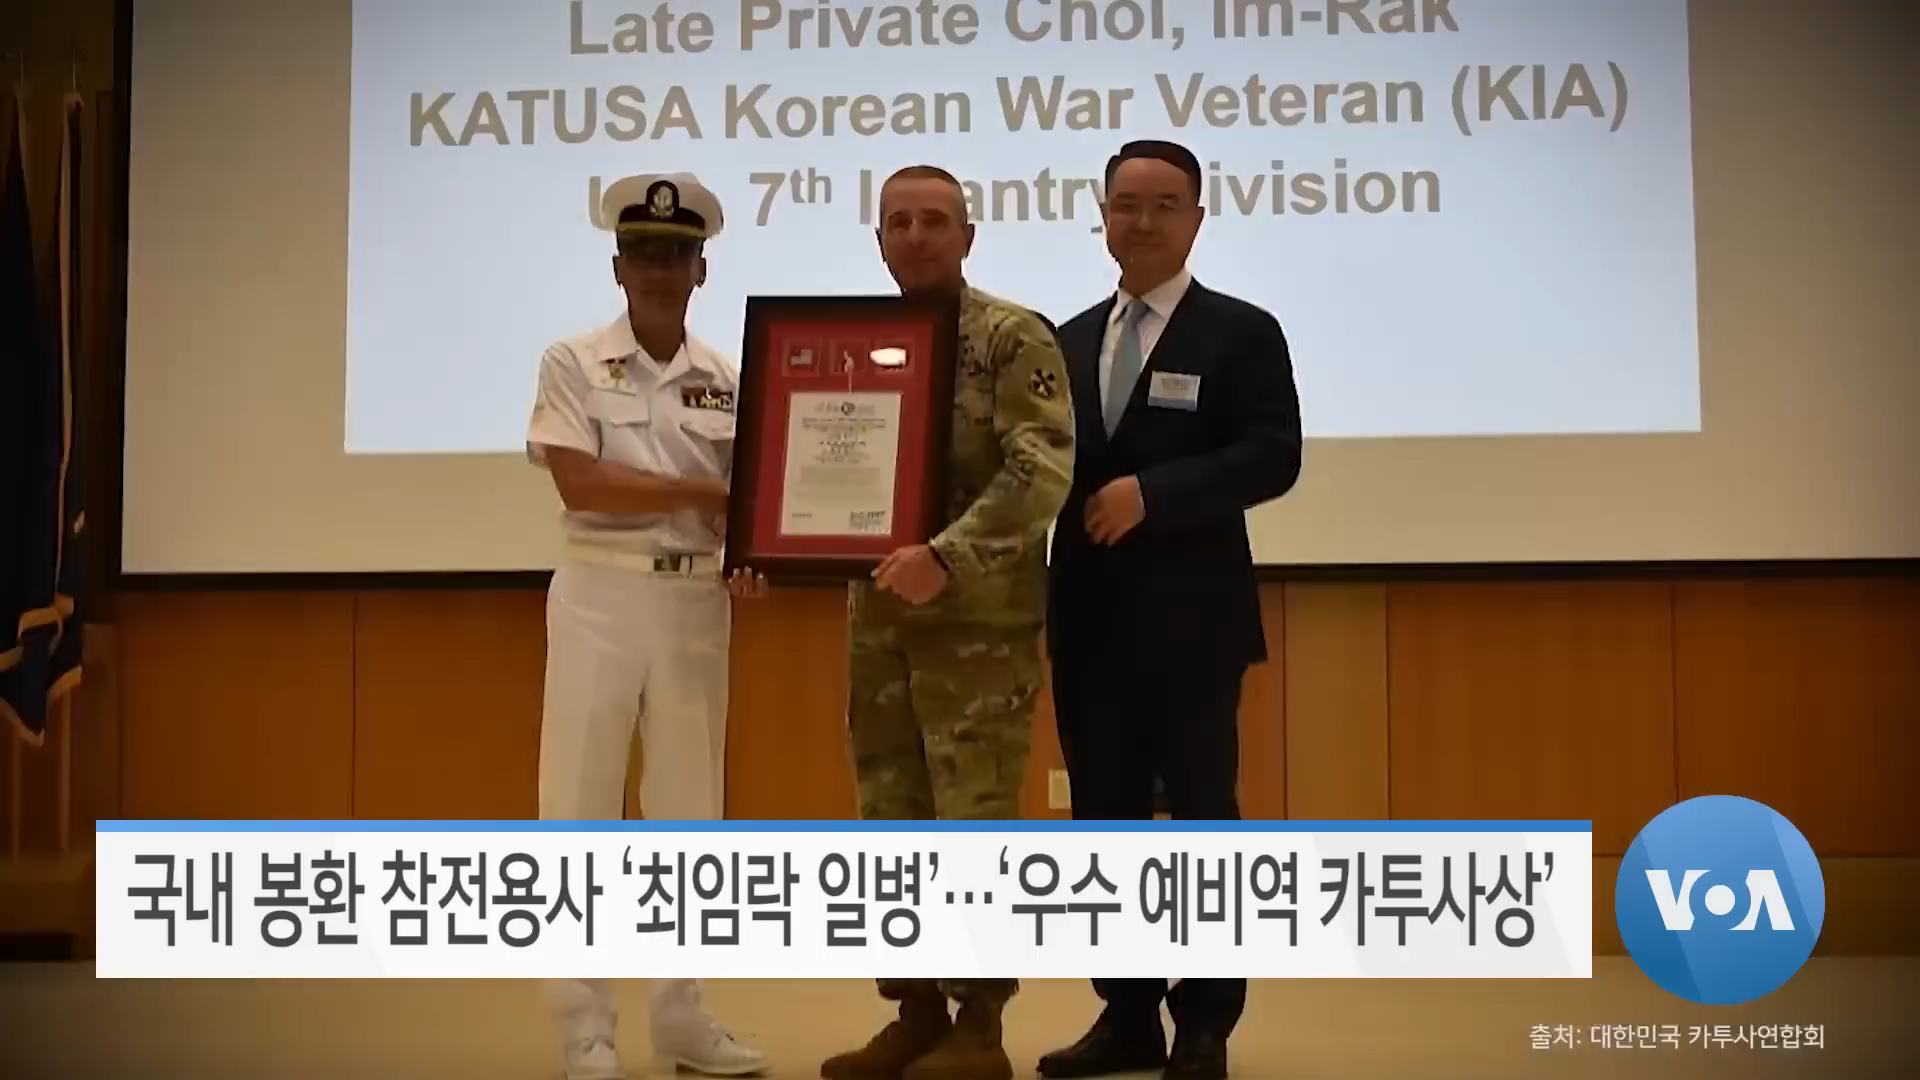 Late Private Choi, Im-Rak
KATUSA Korean War Veteran (KIA)
7th Infantry Division
국내 봉환 참전용사 ‘최임락 일병’…‘우수 예비역 카투사상’
VOA
출처: 대한민국 카투사연합회